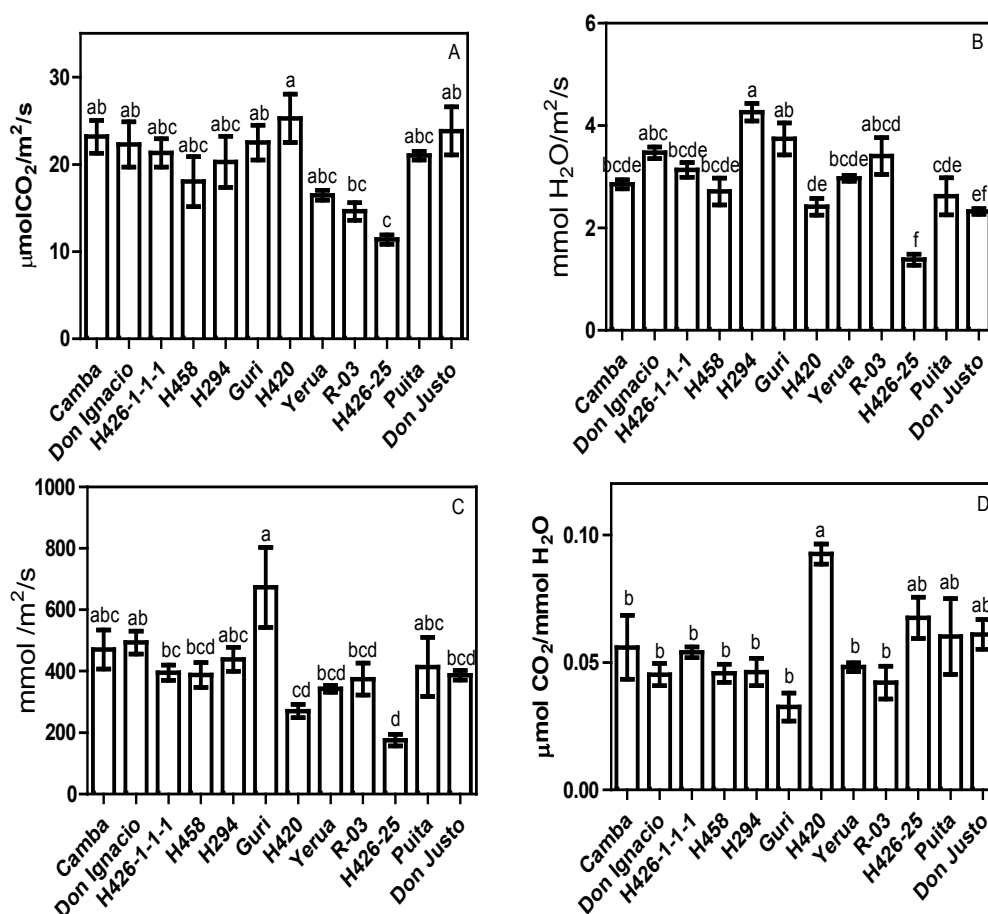 A
μmolCO₂/m²/s
30
20
10
0
ab ab abc abc abc ab a abc bc c abc ab
Camba Don Ignacio H426-1-1-1 H458 H294 Guri H420 Yerua R-03 H426-25 Puita Don Justo
B
mmol H₂O/m²/s
6
4
2
0
bcde abc bcde bcde a ab de bcde abcd f cde ef
Camba Don Ignacio H426-1-1-1 H458 H294 Guri H420 Yerua R-03 H426-25 Puita Don Justo
C
mmol /m²/s
1000
800
600
400
200
0
abc ab bc bcd abc a cd bcd bcd d abc bcd
Camba Don Ignacio H426-1-1-1 H458 H294 Guri H420 Yerua R-03 H426-25 Puita Don Justo
D
μmol CO₂/mmol H₂O
0.10
0.05
0.00
b b b b b b a b b ab ab ab
Camba Don Ignacio H426-1-1-1 H458 H294 Guri H420 Yerua R-03 H426-25 Puita Don Justo